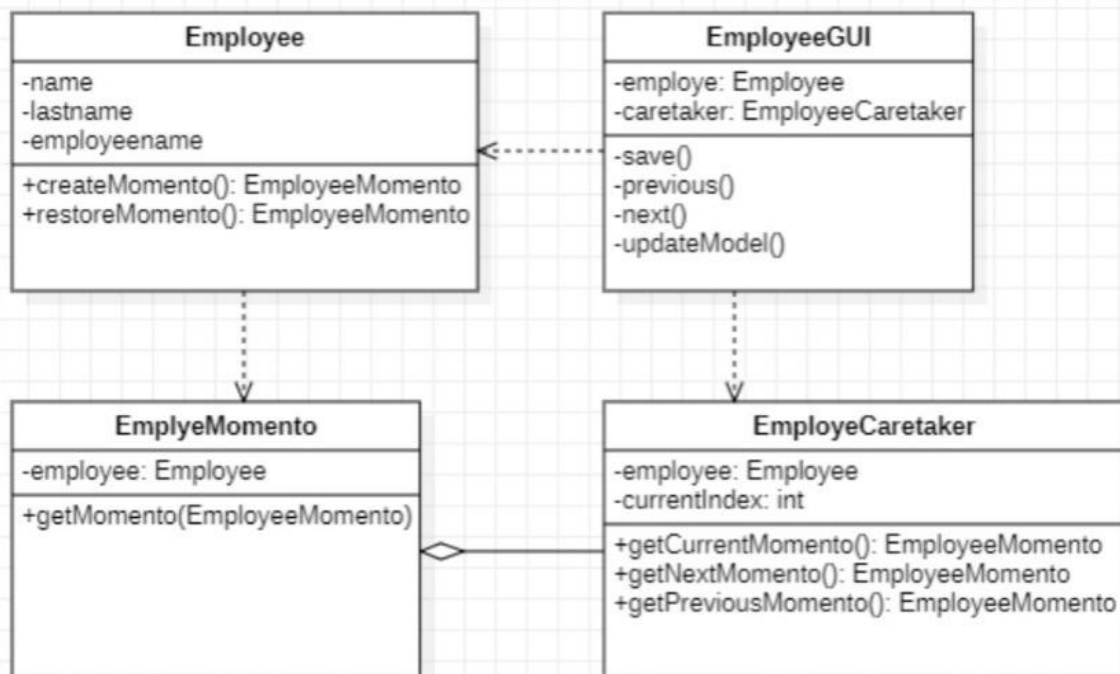 Employee
-name
-lastname
-employeename
+createMomento(): EmployeeMomento
+restoreMomento(): EmployeeMomento
EmployeeGUI
-employe: Employee
-caretaker: EmployeeCaretaker
-save()
-previous()
-next()
-updateModel()
EmplyeMomento
-employee: Employee
+getMomento(EmployeeMomento)
EmployeCaretaker
-employee: Employee
-currentIndex: int
+getCurrentMomento(): EmployeeMomento
+getNextMomento(): EmployeeMomento
+getPreviousMomento(): EmployeeMomento